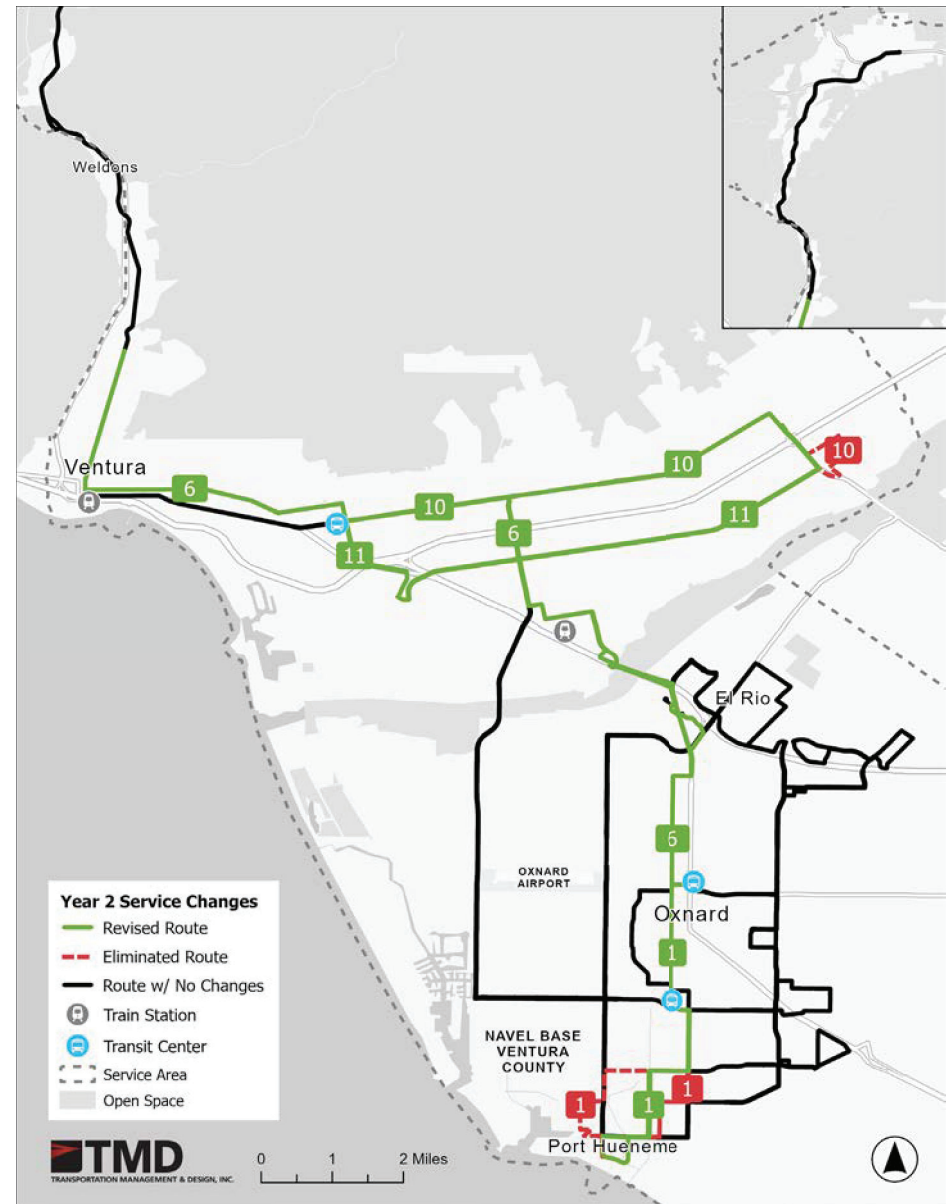 Weldons
Ventura
6
10
10
10
11
6
11
El Rio
6
OXNARD
AIRPORT
Oxnard
1
NAVEL BASE
VENTURA
COUNTY
1
1
1
Port Hueneme
Year 2 Service Changes
Revised Route
Eliminated Route
Route w/ No Changes
Train Station
Transit Center
Service Area
Open Space
TMD
TRANSPORTATION MANAGEMENT & DESIGN, INC.
0 1 2 Miles